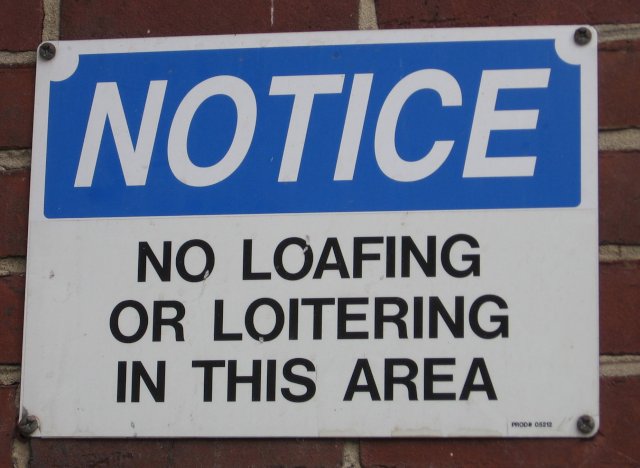 NOTICE
NO LOAFING
OR LOITERING
IN THIS AREA
PROD# 05212